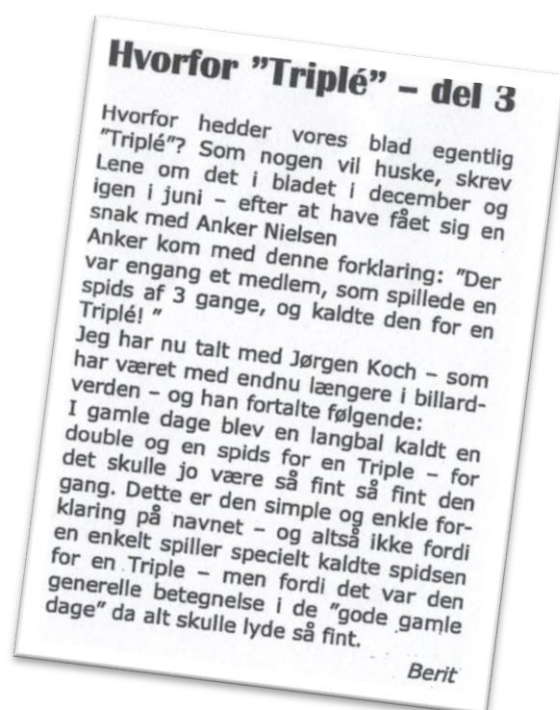 Hvorfor ”Triplé” – del 3
Hvorfor hedder vores blad egentlig
”Triplé”? Som nogen vil huske, skrev
Lene om det i bladet i december og
igen i juni – efter at have fået sig en
snak med Anker Nielsen
Anker kom med denne forklaring: ”Der
var engang et medlem, som spillede en
spids af 3 gange, og kaldte den for en
Triplé! ”
Jeg har nu talt med Jørgen Koch – som
har været med endnu længere i billard-
verden – og han fortalte følgende:
I gamle dage blev en langbal kaldt en
double og en spids for en Triple – for
det skulle jo være så fint så fint den
gang. Dette er den simple og enkle for-
klaring på navnet – og altså ikke fordi
en enkelt spiller specielt kaldte spidsen
for en Triple – men fordi det var den
generelle betegnelse i de ”gode gamle
dage” da alt skulle lyde så fint.
Berit